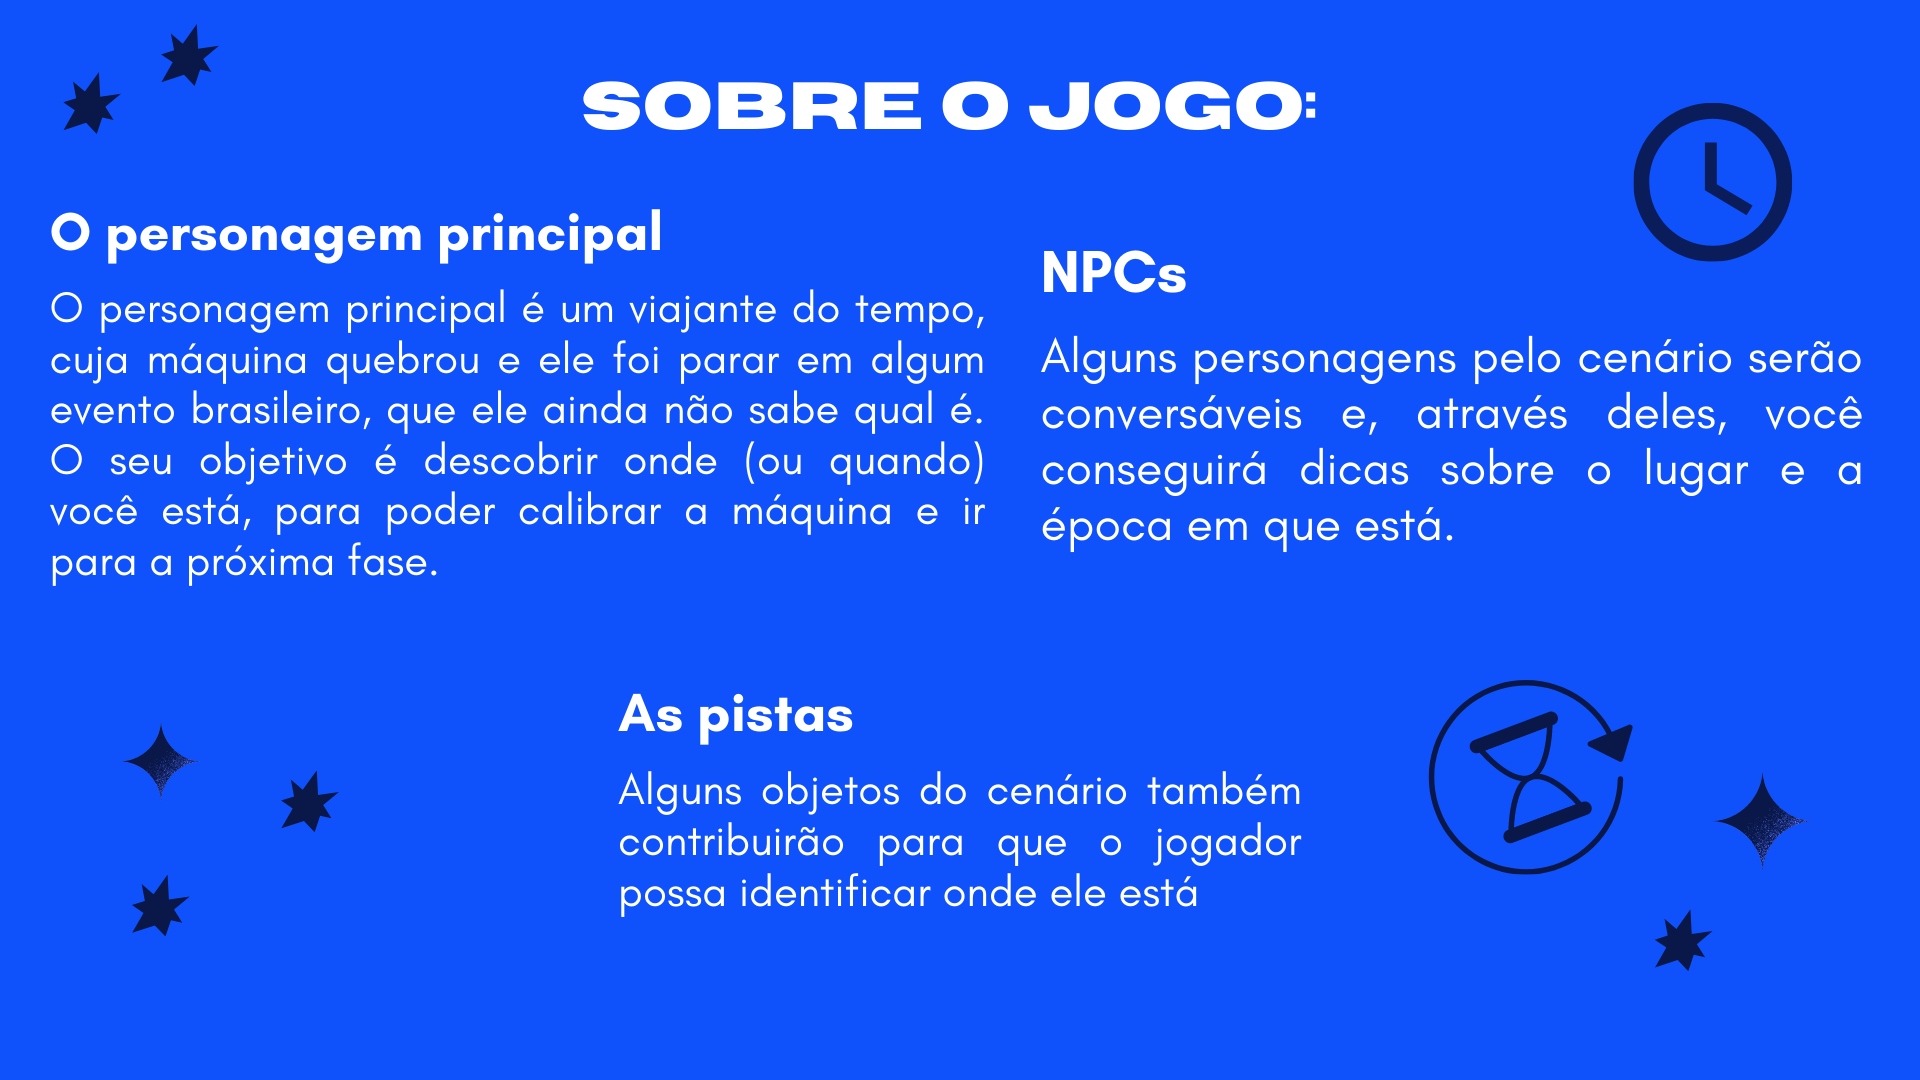 SOBRE O JOGO:
O personagem principal
O personagem principal é um viajante do tempo,
cuja máquina quebrou e ele foi parar em algum
evento brasileiro, que ele ainda não sabe qual é.
O seu objetivo é descobrir onde (ou quando)
você está, para poder calibrar a máquina e ir
para a próxima fase.
NPCs
Alguns personagens pelo cenário serão
conversáveis e, através deles, você
conseguirá dicas sobre o lugar e a
época em que está.
As pistas
Alguns objetos do cenário também
contribuirão para que o jogador
possa identificar onde ele está